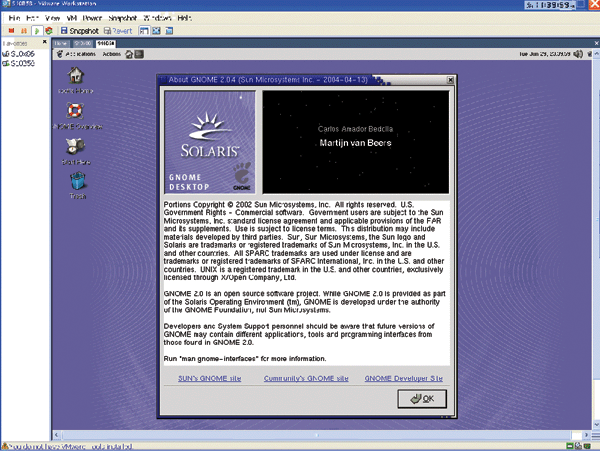 S10x58 - VMware Workstation
File Edit View VM Power Snapshot Windows Help
Snapshot Revert
Favorites
S10x86
S10x58
Home
Applications Actions
Tue Jun 29, 23:39:59
Start Here
Trash
About GNOME 2.0.4 (Sun Microsystems Inc. - 2004-04-13)
SOLARIS
GNOME
DESKTOP
Carlos Amador Bedolla
Martijn van Beers
Portions Copyright © 2002 Sun Microsystems, Inc. All rights reserved. U.S.
Government Rights - Commercial software. Government users are subject to the Sun
Microsystems, Inc. standard license agreement and applicable provisions of the FAR
and its supplements. Use is subject to license terms. This distribution may include
materials developed by third parties. Sun, Sun Microsystems, the Sun logo and
Solaris are trademarks or registered trademarks of Sun Microsystems, Inc. in the U.S.
and other countries. All SPARC trademarks are used under license and are
trademarks or registered trademarks of SPARC International, Inc. in the U.S. and other
countries. UNIX is a registered trademark in the U.S. and other countries, exclusively
licensed through X/Open Company, Ltd.
GNOME 2.0 is an open source software project. While GNOME 2.0 is provided as part
of the Solaris Operating Environment (tm), GNOME is developed under the authority
of the GNOME Foundation, not Sun Microsystems.
Developers and System Support personnel should be aware that future versions of
GNOME may contain different applications, tools and programming interfaces from
those found in GNOME 2.0.
Run "man gnome-interfaces" for more information.
SUN's GNOME site Community's GNOME site GNOME Developer Site
OK
You do not have VMware Tools installed.